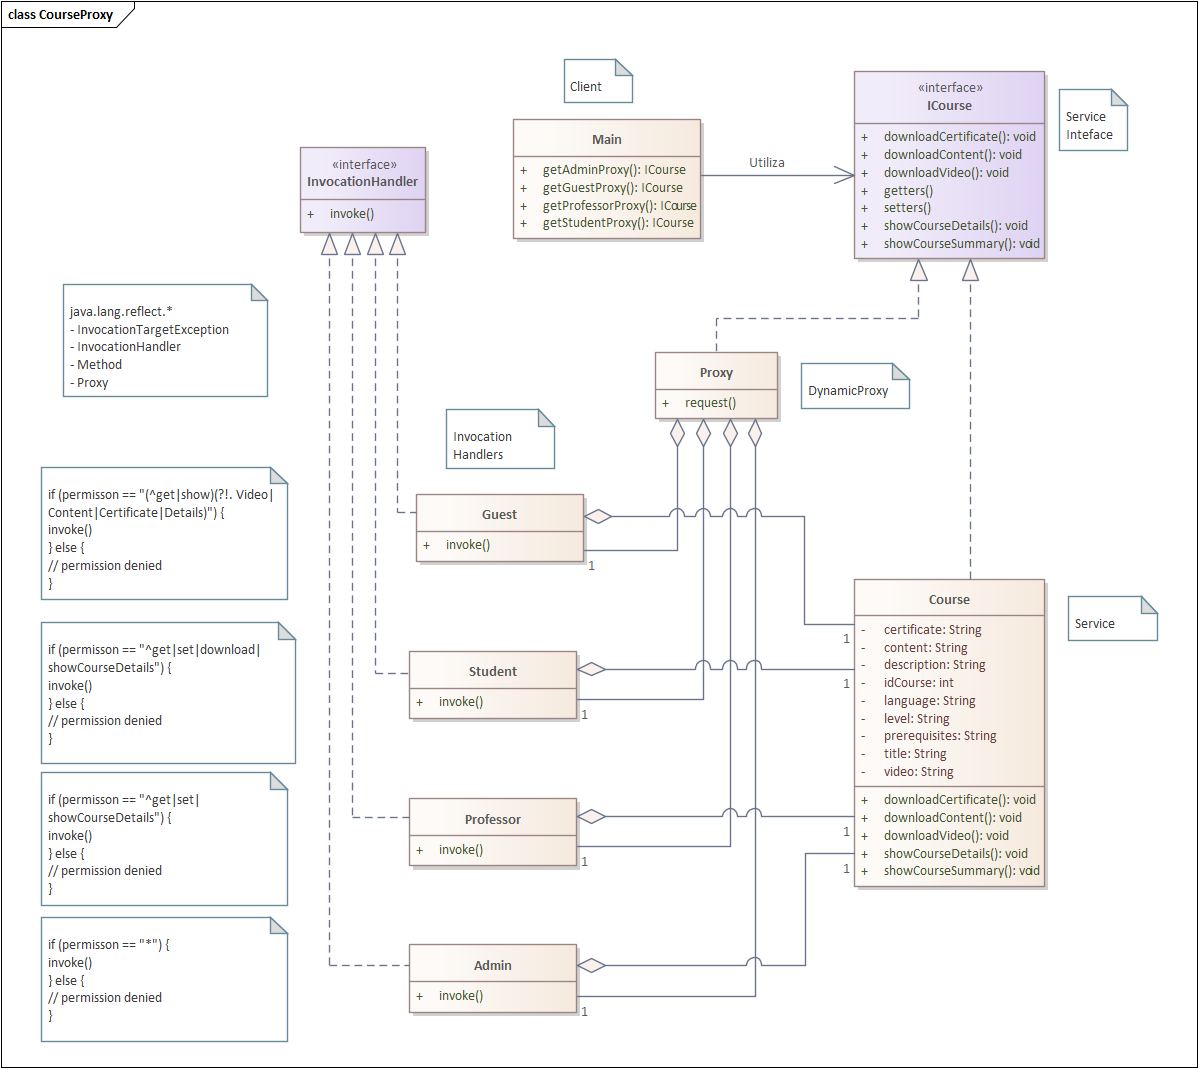 class CourseProxy
Client
Main
+ getAdminProxy(): ICourse
+ getGuestProxy(): ICourse
+ getProfessorProxy(): ICourse
+ getStudentProxy(): ICourse
Utiliza
«interface»
ICourse
+ downloadCertificate(): void
+ downloadContent(): void
+ downloadVideo(): void
+ getters()
+ setters()
+ showCourseDetails(): void
+ showCourseSummary(): void
Service
Inteface
«interface»
InvocationHandler
+ invoke()
java.lang.reflect.*
- InvocationTargetException
- InvocationHandler
- Method
- Proxy
Proxy
+ request()
DynamicProxy
Invocation
Handlers
if (permisson == "(^get|show)(?!. Video|
Content|Certificate|Details)") {
invoke()
} else {
// permission denied
}
Guest
+ invoke()
1
if (permisson == "^get|set|download|
showCourseDetails") {
invoke()
} else {
// permission denied
}
Student
+ invoke()
1
if (permisson == "^get|set|
showCourseDetails") {
invoke()
} else {
// permission denied
}
Professor
+ invoke()
1
if (permisson == "*") {
invoke()
} else {
// permission denied
}
Admin
+ invoke()
1
Course
- certificate: String
- content: String
- description: String
- idCourse: int
- language: String
- level: String
- prerequisites: String
- title: String
- video: String
+ downloadCertificate(): void
+ downloadContent(): void
+ downloadVideo(): void
+ showCourseDetails(): void
+ showCourseSummary(): void
1
1
1
1
Service